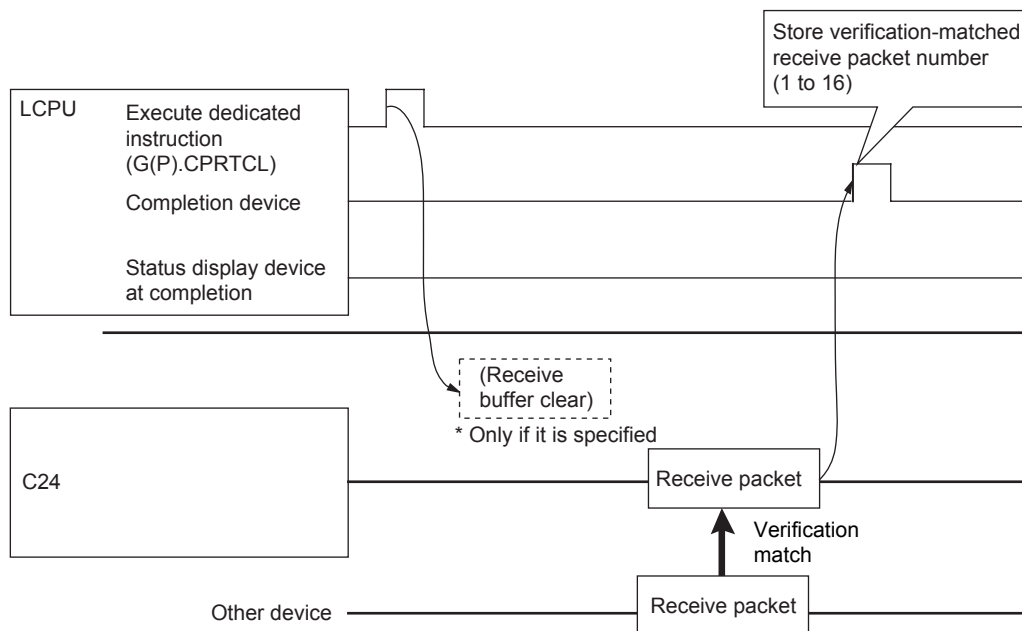 Store verification-matched
receive packet number
(1 to 16)
LCPU
Execute dedicated
instruction
(G(P).CPRTCL)
Completion device
Status display device
at completion
(Receive
buffer clear)
* Only if it is specified
C24
Receive packet
Verification
match
Other device
Receive packet